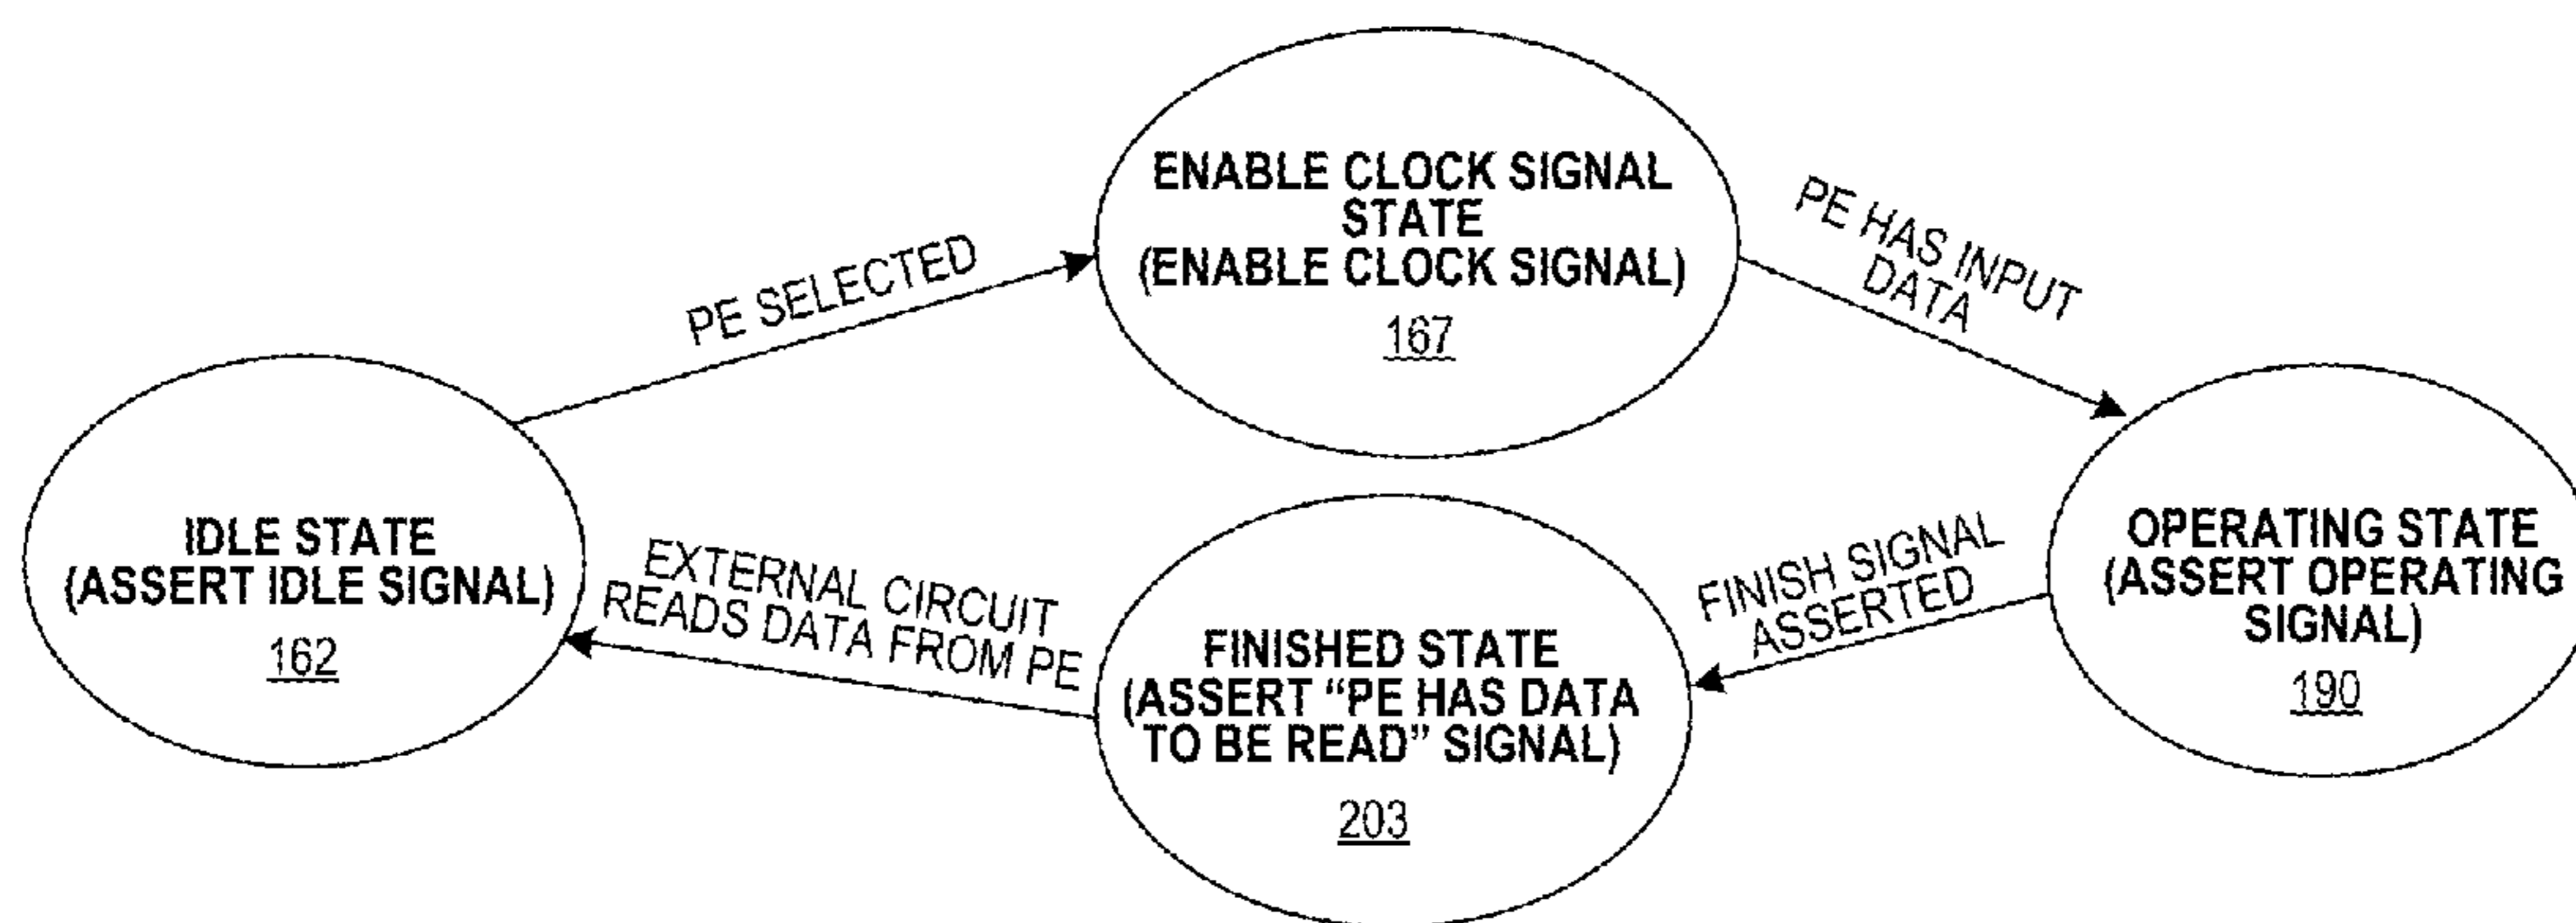 ENABLE CLOCK SIGNAL
STATE
(ENABLE CLOCK SIGNAL)
167
PE SELECTED
PE HAS INPUT
DATA
IDLE STATE
(ASSERT IDLE SIGNAL)
162
EXTERNAL CIRCUIT
READS DATA FROM PE
FINISHED STATE
(ASSERT “PE HAS DATA
TO BE READ” SIGNAL)
203
FINISH SIGNAL
ASSERTED
OPERATING STATE
(ASSERT OPERATING
SIGNAL)
190